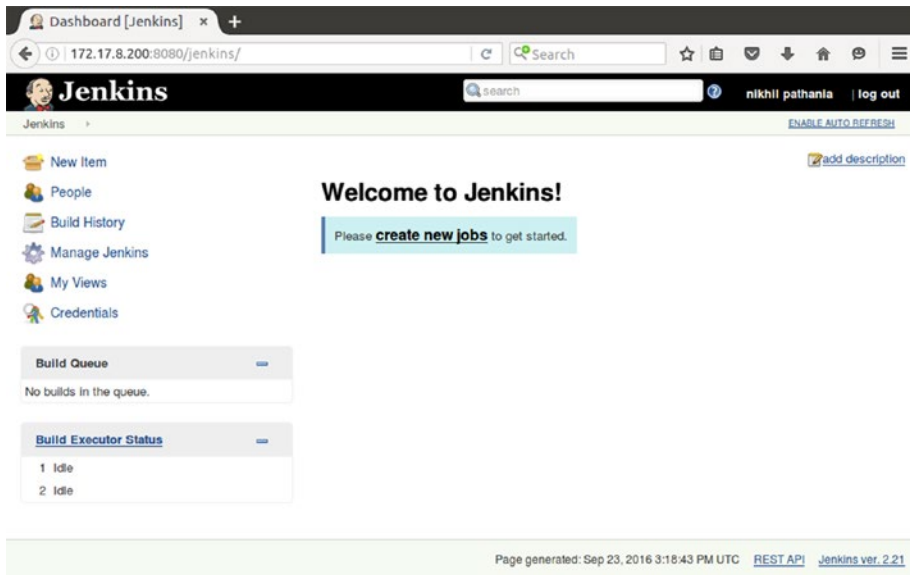 Dashboard [Jenkins] × +
172.17.8.200:8080/jenkins/ Search
Jenkins search nikhil pathania | log out
Jenkins ENABLE AUTO REFRESH
New Item
People
Build History
Manage Jenkins
My Views
Credentials
add description
Welcome to Jenkins!
Please create new jobs to get started.
Build Queue
No builds in the queue.
Build Executor Status
1 Idle
2 Idle
Page generated: Sep 23, 2016 3:18:43 PM UTC REST API Jenkins ver. 2.21